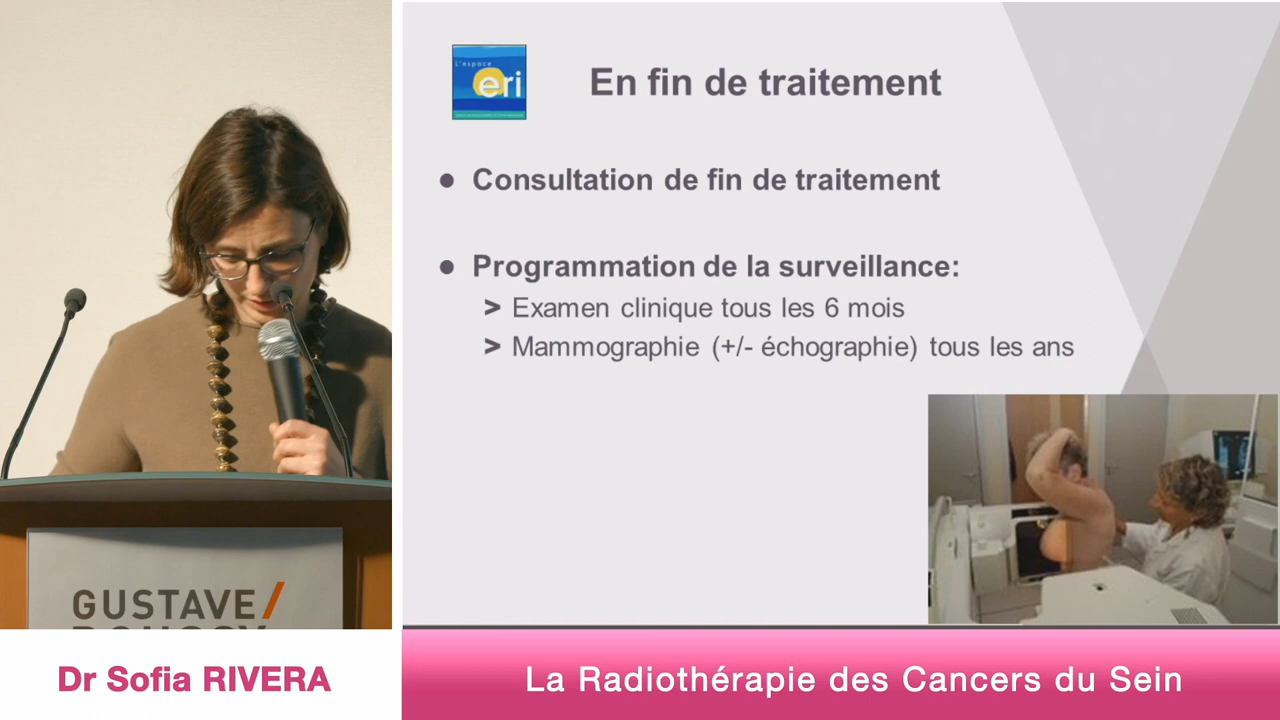 L'espace
eri
En fin de traitement
● Consultation de fin de traitement
● Programmation de la surveillance:
> Examen clinique tous les 6 mois
> Mammographie (+/- échographie) tous les ans
GUSTAVE/
Dr Sofia RIVERA
La Radiothérapie des Cancers du Sein